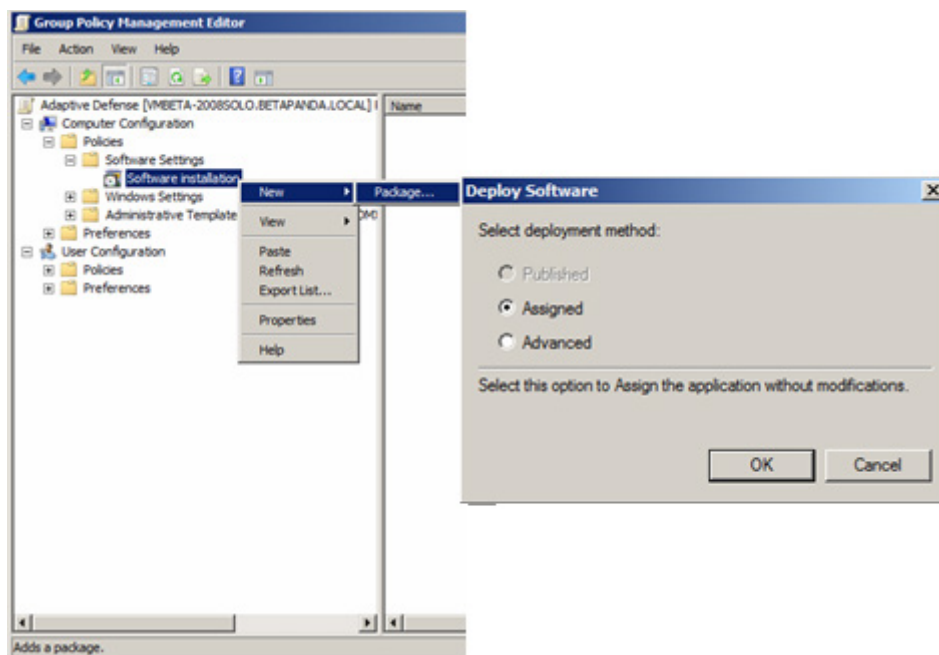 Group Policy Management Editor
File Action View Help
Adaptive Defense [VMBETA-2008SOLO.BETAPANDA.LOCAL]
Computer Configuration
Policies
Software Settings
Software installation
Windows Settings
Administrative Template
Preferences
User Configuration
Policies
Preferences
Name
New
View
Paste
Refresh
Export List...
Properties
Help
Package...
Deploy Software
Select deployment method:
Published
Assigned
Advanced
Select this option to Assign the application without modifications.
OK Cancel
Adds a package.